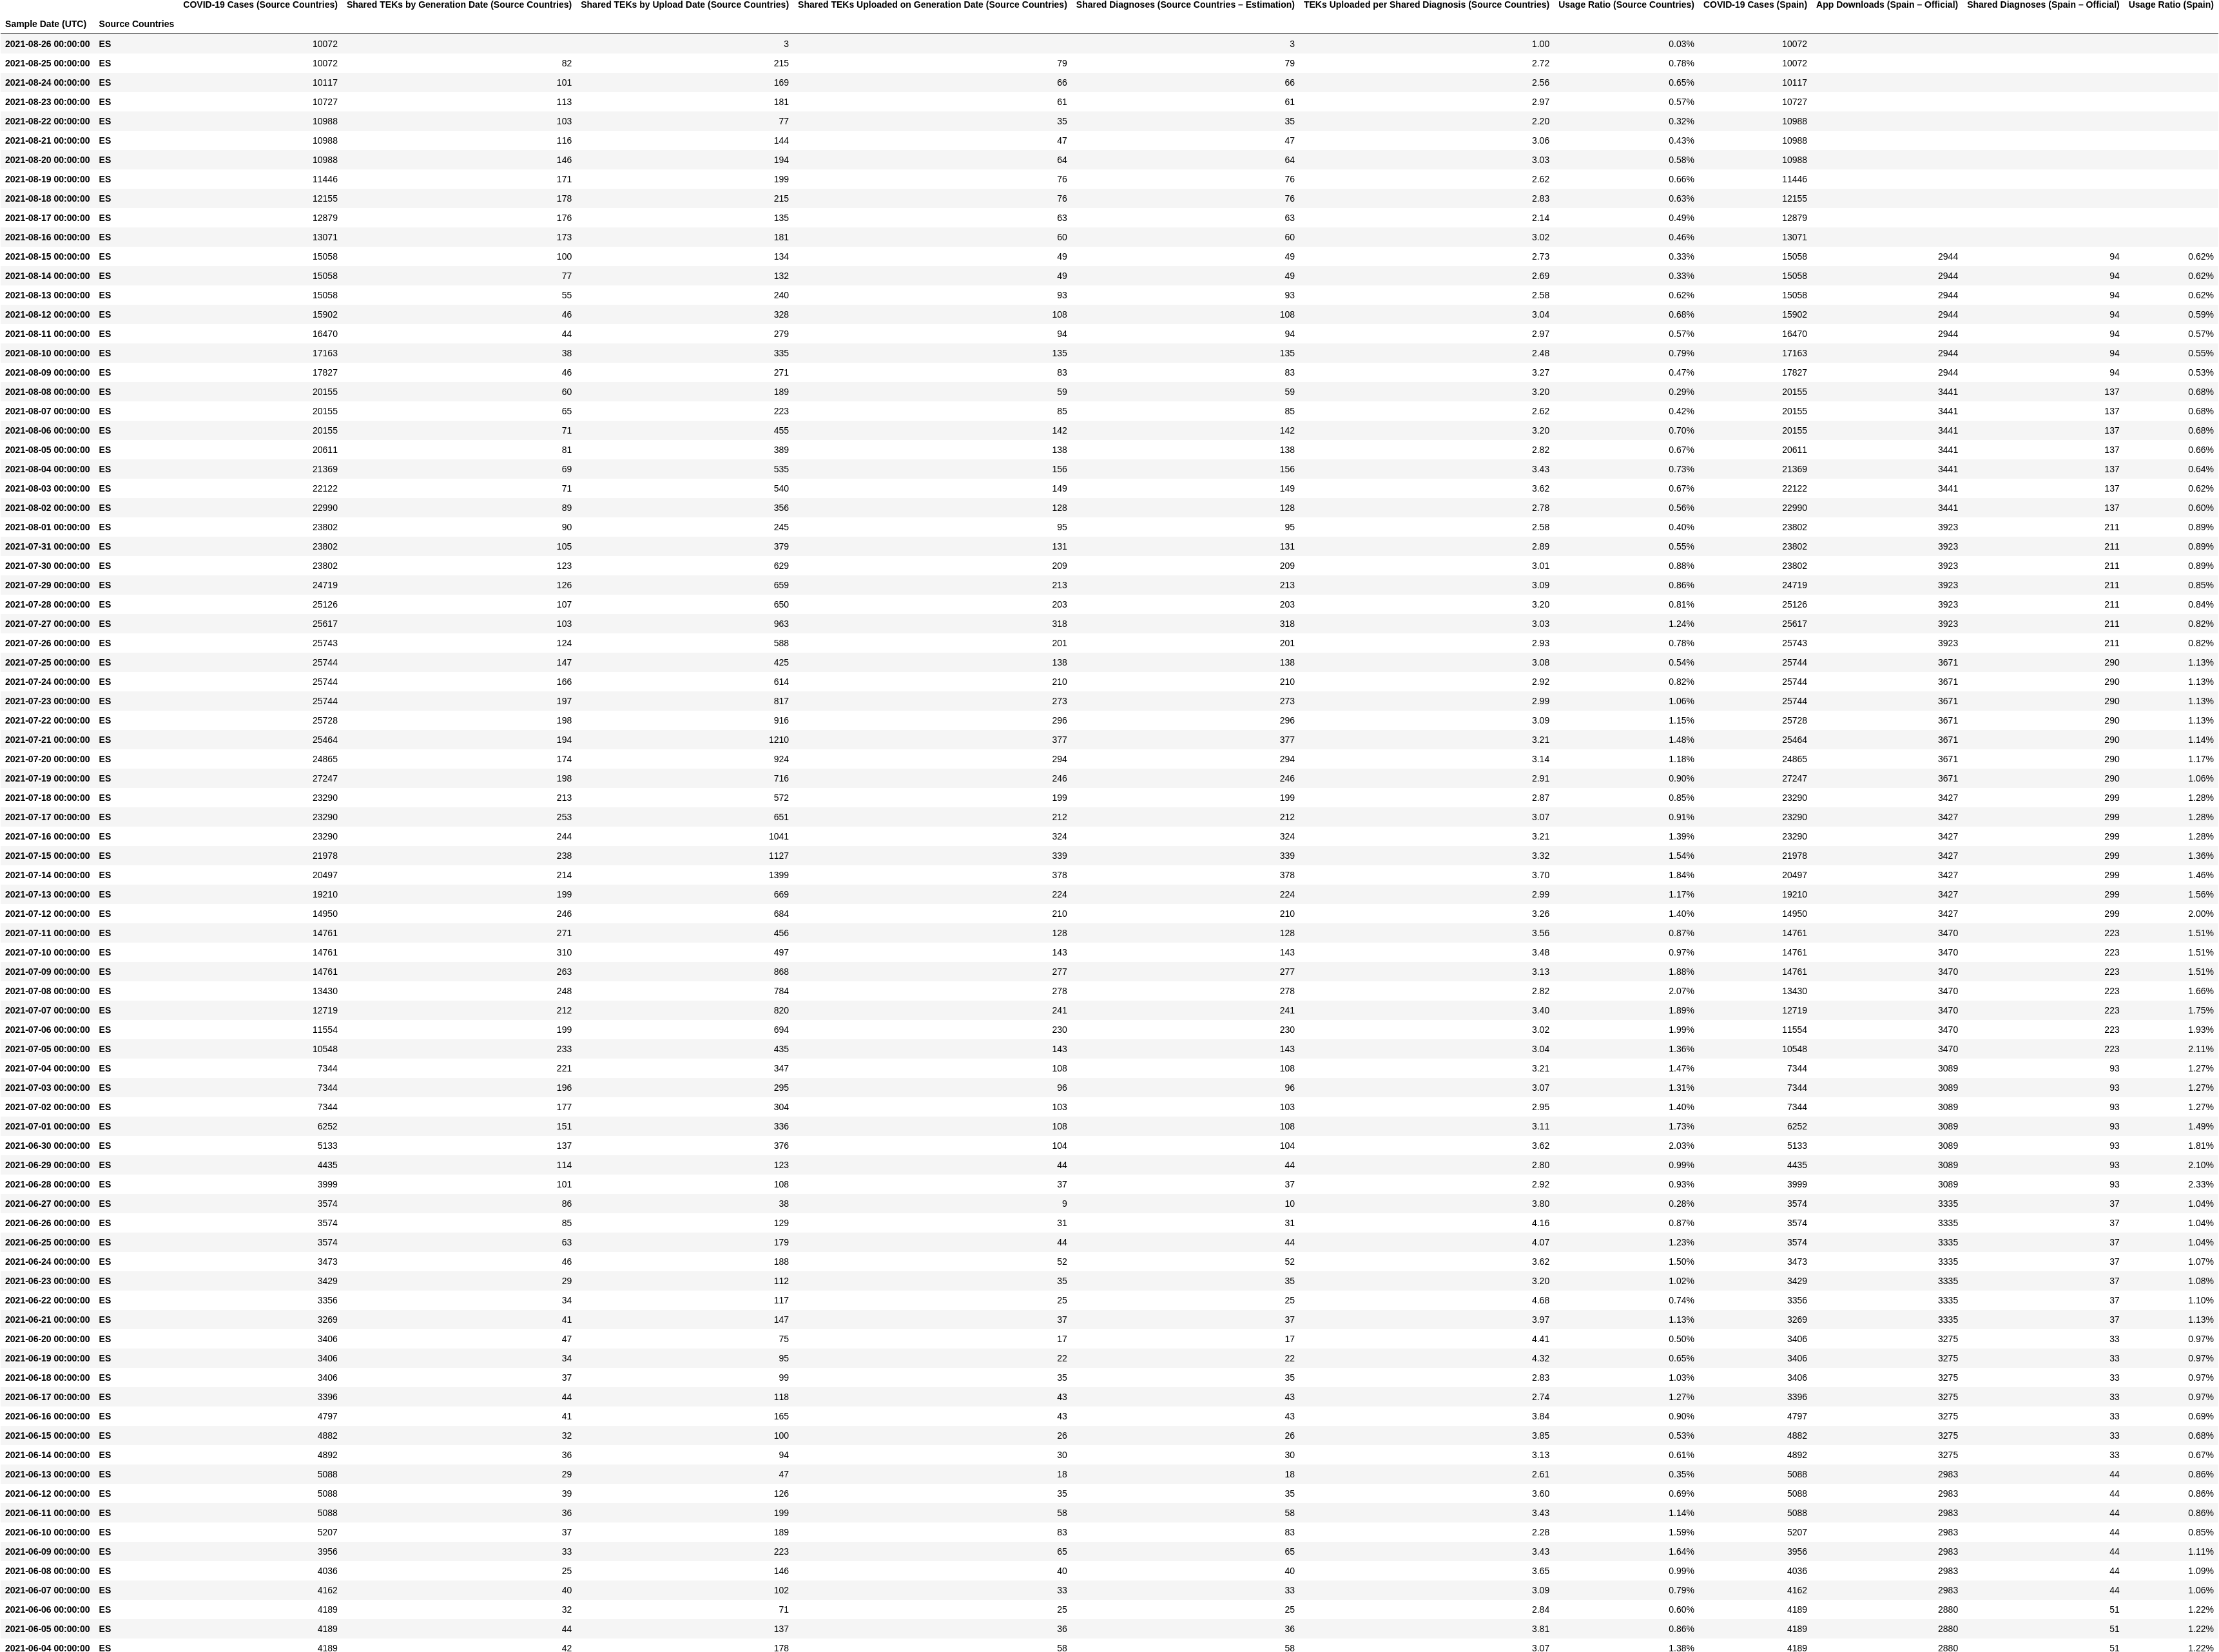 COVID-19 Cases (Source Countries) Shared TEKs by Generation Date (Source Countries) Shared TEKs by Upload Date (Source Countries) Shared TEKs Uploaded on Generation Date (Source Countries) Shared Diagnoses (Source Countries – Estimation) TEKs Uploaded per Shared Diagnosis (Source Countries) Usage Ratio (Source Countries) COVID-19 Cases (Spain) App Downloads (Spain – Official) Shared Diagnoses (Spain – Official) Usage Ratio (Spain)
Sample Date (UTC) Source Countries
2021-08-26 00:00:00 ES 10072 3 3 1.00 0.03% 10072
2021-08-25 00:00:00 ES 10072 82 215 79 79 2.72 0.78% 10072
2021-08-24 00:00:00 ES 10117 101 169 66 66 2.56 0.65% 10117
2021-08-23 00:00:00 ES 10727 113 181 61 61 2.97 0.57% 10727
2021-08-22 00:00:00 ES 10988 103 77 35 35 2.20 0.32% 10988
2021-08-21 00:00:00 ES 10988 116 144 47 47 3.06 0.43% 10988
2021-08-20 00:00:00 ES 10988 146 194 64 64 3.03 0.58% 10988
2021-08-19 00:00:00 ES 11446 171 199 76 76 2.62 0.66% 11446
2021-08-18 00:00:00 ES 12155 178 215 76 76 2.83 0.63% 12155
2021-08-17 00:00:00 ES 12879 176 135 63 63 2.14 0.49% 12879
2021-08-16 00:00:00 ES 13071 173 181 60 60 3.02 0.46% 13071
2021-08-15 00:00:00 ES 15058 100 134 49 49 2.73 0.33% 15058 2944 94 0.62%
2021-08-14 00:00:00 ES 15058 77 132 49 49 2.69 0.33% 15058 2944 94 0.62%
2021-08-13 00:00:00 ES 15058 55 240 93 93 2.58 0.62% 15058 2944 94 0.62%
2021-08-12 00:00:00 ES 15902 46 328 108 108 3.04 0.68% 15902 2944 94 0.59%
2021-08-11 00:00:00 ES 16470 44 279 94 94 2.97 0.57% 16470 2944 94 0.57%
2021-08-10 00:00:00 ES 17163 38 335 135 135 2.48 0.79% 17163 2944 94 0.55%
2021-08-09 00:00:00 ES 17827 46 271 83 83 3.27 0.47% 17827 2944 94 0.53%
2021-08-08 00:00:00 ES 20155 60 189 59 59 3.20 0.29% 20155 3441 137 0.68%
2021-08-07 00:00:00 ES 20155 65 223 85 85 2.62 0.42% 20155 3441 137 0.68%
2021-08-06 00:00:00 ES 20155 71 455 142 142 3.20 0.70% 20155 3441 137 0.68%
2021-08-05 00:00:00 ES 20611 81 389 138 138 2.82 0.67% 20611 3441 137 0.66%
2021-08-04 00:00:00 ES 21369 69 535 156 156 3.43 0.73% 21369 3441 137 0.64%
2021-08-03 00:00:00 ES 22122 71 540 149 149 3.62 0.67% 22122 3441 137 0.62%
2021-08-02 00:00:00 ES 22990 89 356 128 128 2.78 0.56% 22990 3441 137 0.60%
2021-08-01 00:00:00 ES 23802 90 245 95 95 2.58 0.40% 23802 3923 211 0.89%
2021-07-31 00:00:00 ES 23802 105 379 131 131 2.89 0.55% 23802 3923 211 0.89%
2021-07-30 00:00:00 ES 23802 123 629 209 209 3.01 0.88% 23802 3923 211 0.89%
2021-07-29 00:00:00 ES 24719 126 659 213 213 3.09 0.86% 24719 3923 211 0.85%
2021-07-28 00:00:00 ES 25126 107 650 203 203 3.20 0.81% 25126 3923 211 0.84%
2021-07-27 00:00:00 ES 25617 103 963 318 318 3.03 1.24% 25617 3923 211 0.82%
2021-07-26 00:00:00 ES 25743 124 588 201 201 2.93 0.78% 25743 3923 211 0.82%
2021-07-25 00:00:00 ES 25744 147 425 138 138 3.08 0.54% 25744 3671 290 1.13%
2021-07-24 00:00:00 ES 25744 166 614 210 210 2.92 0.82% 25744 3671 290 1.13%
2021-07-23 00:00:00 ES 25744 197 817 273 273 2.99 1.06% 25744 3671 290 1.13%
2021-07-22 00:00:00 ES 25728 198 916 296 296 3.09 1.15% 25728 3671 290 1.13%
2021-07-21 00:00:00 ES 25464 194 1210 377 377 3.21 1.48% 25464 3671 290 1.14%
2021-07-20 00:00:00 ES 24865 174 924 294 294 3.14 1.18% 24865 3671 290 1.17%
2021-07-19 00:00:00 ES 27247 198 716 246 246 2.91 0.90% 27247 3671 290 1.06%
2021-07-18 00:00:00 ES 23290 213 572 199 199 2.87 0.85% 23290 3427 299 1.28%
2021-07-17 00:00:00 ES 23290 253 651 212 212 3.07 0.91% 23290 3427 299 1.28%
2021-07-16 00:00:00 ES 23290 244 1041 324 324 3.21 1.39% 23290 3427 299 1.28%
2021-07-15 00:00:00 ES 21978 238 1127 339 339 3.32 1.54% 21978 3427 299 1.36%
2021-07-14 00:00:00 ES 20497 214 1399 378 378 3.70 1.84% 20497 3427 299 1.46%
2021-07-13 00:00:00 ES 19210 199 669 224 224 2.99 1.17% 19210 3427 299 1.56%
2021-07-12 00:00:00 ES 14950 246 684 210 210 3.26 1.40% 14950 3427 299 2.00%
2021-07-11 00:00:00 ES 14761 271 456 128 128 3.56 0.87% 14761 3470 223 1.51%
2021-07-10 00:00:00 ES 14761 310 497 143 143 3.48 0.97% 14761 3470 223 1.51%
2021-07-09 00:00:00 ES 14761 263 868 277 277 3.13 1.88% 14761 3470 223 1.51%
2021-07-08 00:00:00 ES 13430 248 784 278 278 2.82 2.07% 13430 3470 223 1.66%
2021-07-07 00:00:00 ES 12719 212 820 241 241 3.40 1.89% 12719 3470 223 1.75%
2021-07-06 00:00:00 ES 11554 199 694 230 230 3.02 1.99% 11554 3470 223 1.93%
2021-07-05 00:00:00 ES 10548 233 435 143 143 3.04 1.36% 10548 3470 223 2.11%
2021-07-04 00:00:00 ES 7344 221 347 108 108 3.21 1.47% 7344 3089 93 1.27%
2021-07-03 00:00:00 ES 7344 196 295 96 96 3.07 1.31% 7344 3089 93 1.27%
2021-07-02 00:00:00 ES 7344 177 304 103 103 2.95 1.40% 7344 3089 93 1.27%
2021-07-01 00:00:00 ES 6252 151 336 108 108 3.11 1.73% 6252 3089 93 1.49%
2021-06-30 00:00:00 ES 5133 137 376 104 104 3.62 2.03% 5133 3089 93 1.81%
2021-06-29 00:00:00 ES 4435 114 123 44 44 2.80 0.99% 4435 3089 93 2.10%
2021-06-28 00:00:00 ES 3999 101 108 37 37 2.92 0.93% 3999 3089 93 2.33%
2021-06-27 00:00:00 ES 3574 86 38 9 10 3.80 0.28% 3574 3335 37 1.04%
2021-06-26 00:00:00 ES 3574 85 129 31 31 4.16 0.87% 3574 3335 37 1.04%
2021-06-25 00:00:00 ES 3574 63 179 44 44 4.07 1.23% 3574 3335 37 1.04%
2021-06-24 00:00:00 ES 3473 46 188 52 52 3.62 1.50% 3473 3335 37 1.07%
2021-06-23 00:00:00 ES 3429 29 112 35 35 3.20 1.02% 3429 3335 37 1.08%
2021-06-22 00:00:00 ES 3356 34 117 25 25 4.68 0.74% 3356 3335 37 1.10%
2021-06-21 00:00:00 ES 3269 41 147 37 37 3.97 1.13% 3269 3335 37 1.13%
2021-06-20 00:00:00 ES 3406 47 75 17 17 4.41 0.50% 3406 3275 33 0.97%
2021-06-19 00:00:00 ES 3406 34 95 22 22 4.32 0.65% 3406 3275 33 0.97%
2021-06-18 00:00:00 ES 3406 37 99 35 35 2.83 1.03% 3406 3275 33 0.97%
2021-06-17 00:00:00 ES 3396 44 118 43 43 2.74 1.27% 3396 3275 33 0.97%
2021-06-16 00:00:00 ES 4797 41 165 43 43 3.84 0.90% 4797 3275 33 0.69%
2021-06-15 00:00:00 ES 4882 32 100 26 26 3.85 0.53% 4882 3275 33 0.68%
2021-06-14 00:00:00 ES 4892 36 94 30 30 3.13 0.61% 4892 3275 33 0.67%
2021-06-13 00:00:00 ES 5088 29 47 18 18 2.61 0.35% 5088 2983 44 0.86%
2021-06-12 00:00:00 ES 5088 39 126 35 35 3.60 0.69% 5088 2983 44 0.86%
2021-06-11 00:00:00 ES 5088 36 199 58 58 3.43 1.14% 5088 2983 44 0.86%
2021-06-10 00:00:00 ES 5207 37 189 83 83 2.28 1.59% 5207 2983 44 0.85%
2021-06-09 00:00:00 ES 3956 33 223 65 65 3.43 1.64% 3956 2983 44 1.11%
2021-06-08 00:00:00 ES 4036 25 146 40 40 3.65 0.99% 4036 2983 44 1.09%
2021-06-07 00:00:00 ES 4162 40 102 33 33 3.09 0.79% 4162 2983 44 1.06%
2021-06-06 00:00:00 ES 4189 32 71 25 25 2.84 0.60% 4189 2880 51 1.22%
2021-06-05 00:00:00 ES 4189 44 137 36 36 3.81 0.86% 4189 2880 51 1.22%
2021-06-04 00:00:00 ES 4189 42 178 58 58 3.07 1.38% 4189 2880 51 1.22%